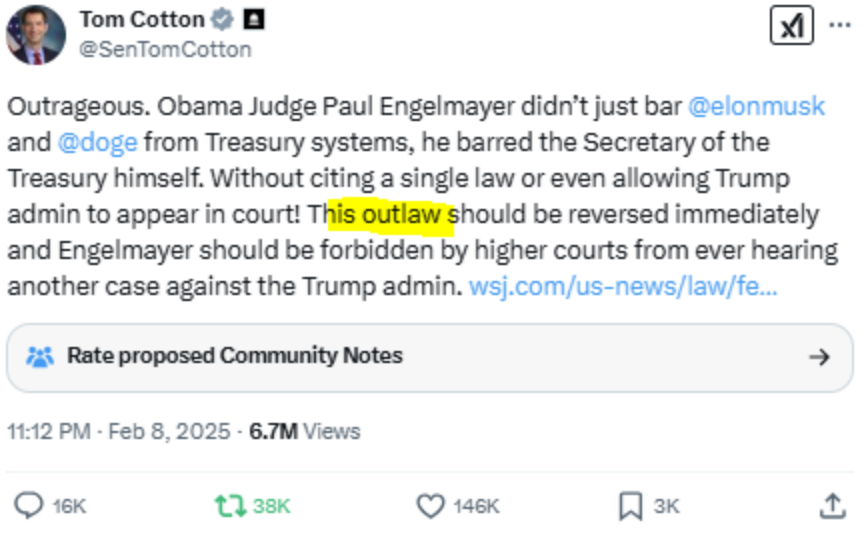 Tom Cotton
@SenTomCotton
Outrageous. Obama Judge Paul Engelmayer didn't just bar @elonmusk
and @doge from Treasury systems, he barred the Secretary of the
Treasury himself. Without citing a single law or even allowing Trump
admin to appear in court! This outlaw should be reversed immediately
and Engelmayer should be forbidden by higher courts from ever hearing
another case against the Trump admin. wsj.com/us-news/law/fe...
Rate proposed Community Notes
11:12 PM · Feb 8, 2025 · 6.7M Views
16K 38K 146K 3K